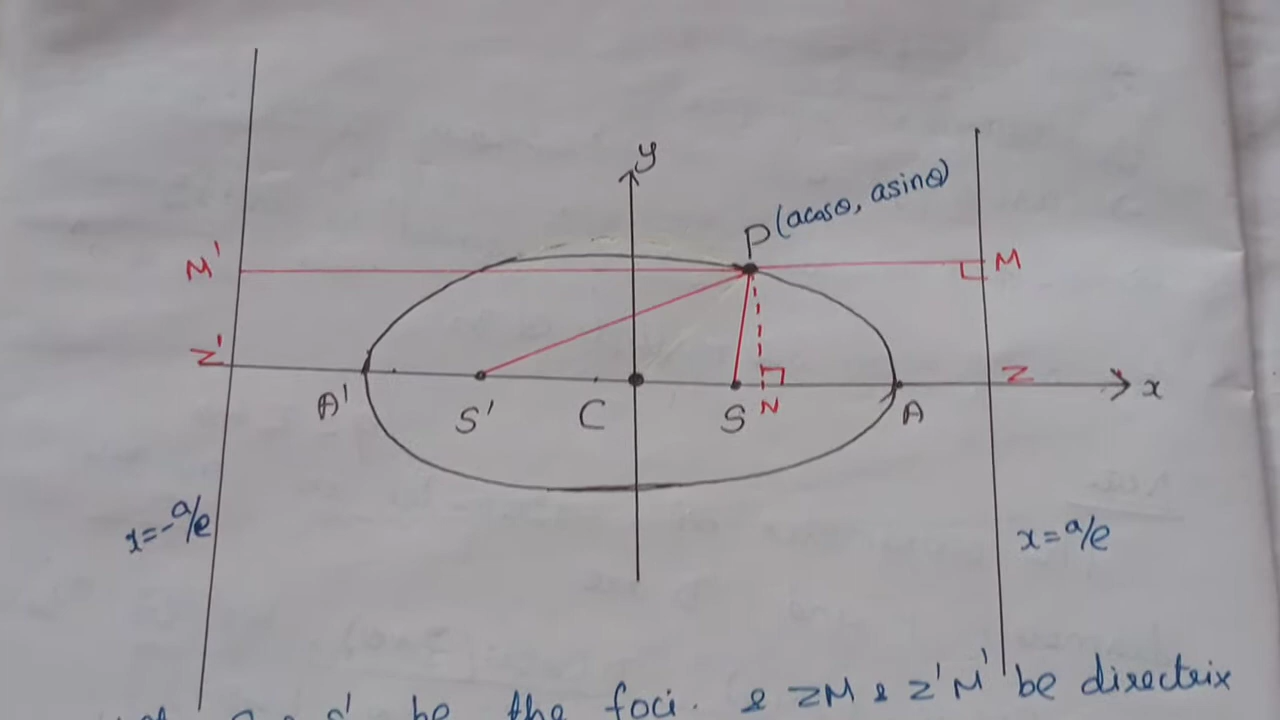 y
P(acosθ, asinθ)
M'
M
Z'
Z
x
A'
S'
C
S
N
A
x=-a/e
x=a/e
be the foci. & ZM & Z'M' be directrix